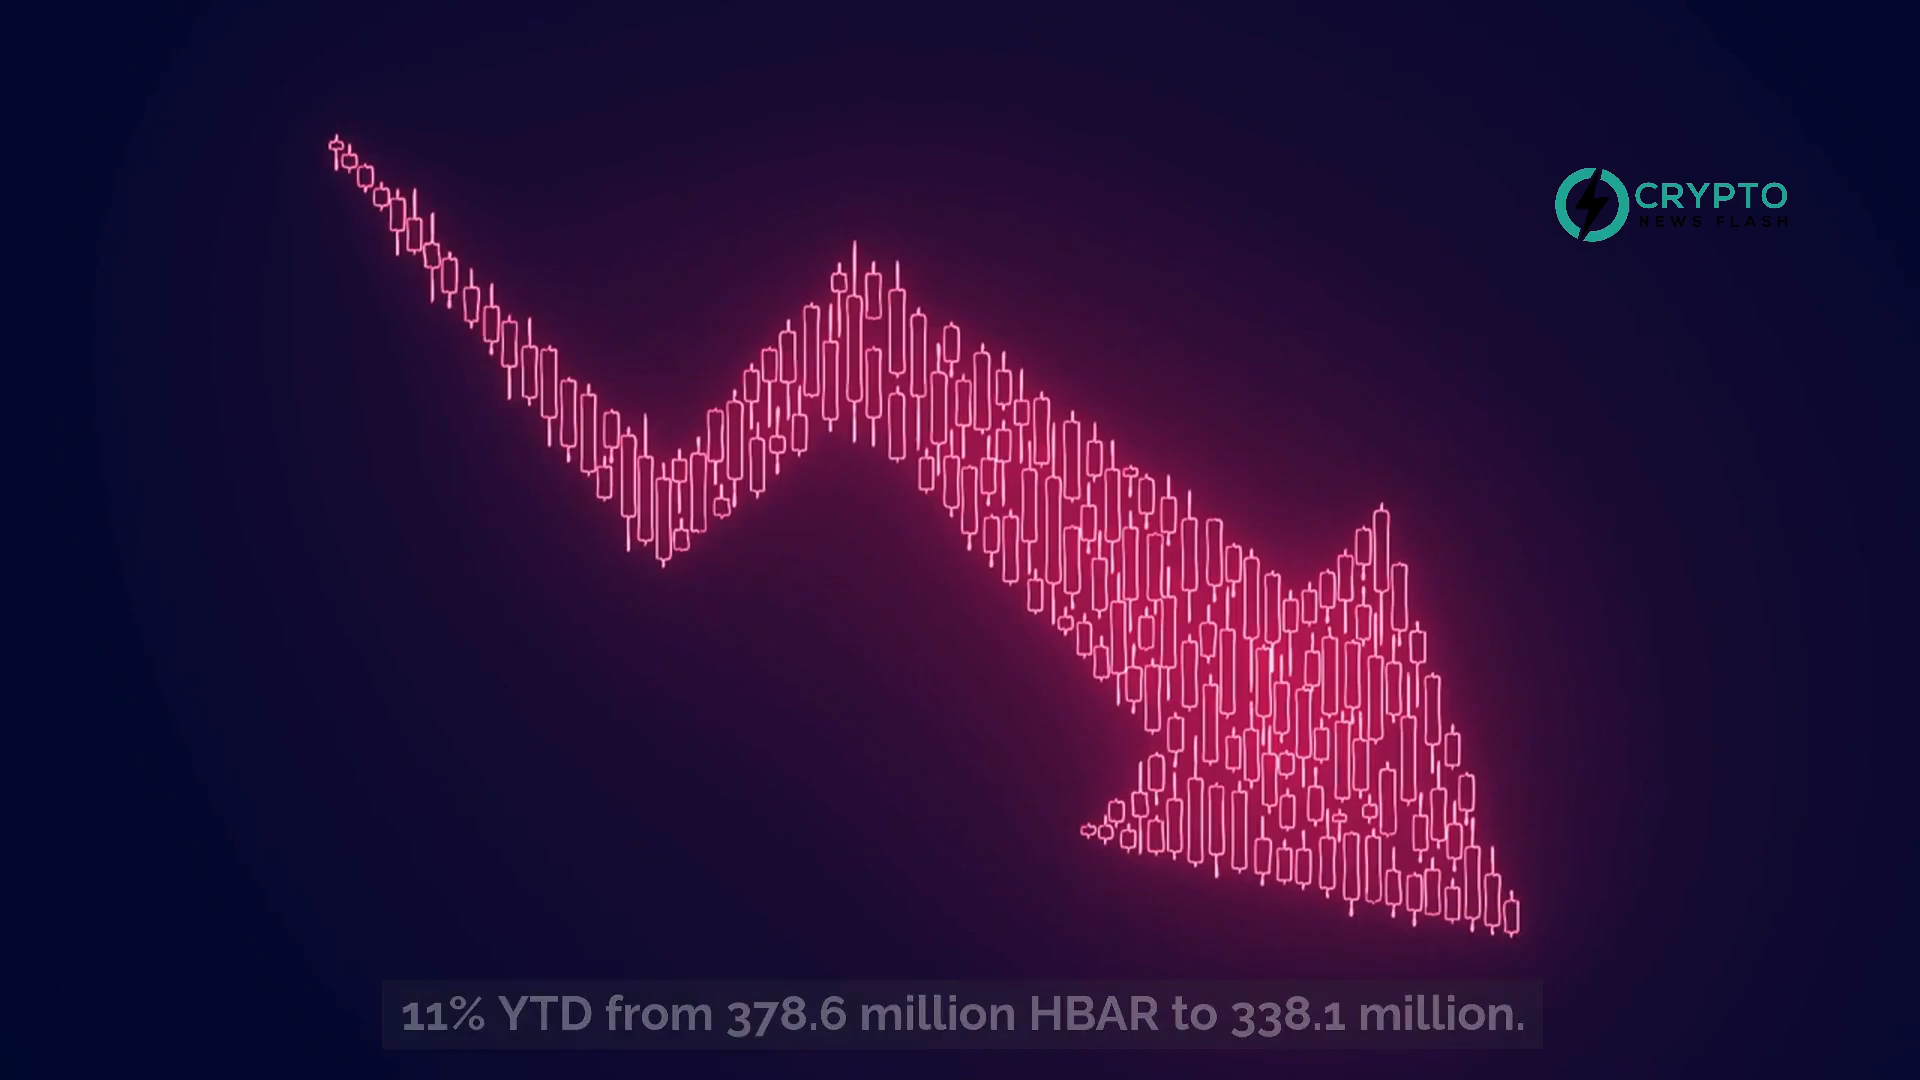 CRYPTO
NEWS FLASH
11% YTD from 378.6 million HBAR to 338.1 million.